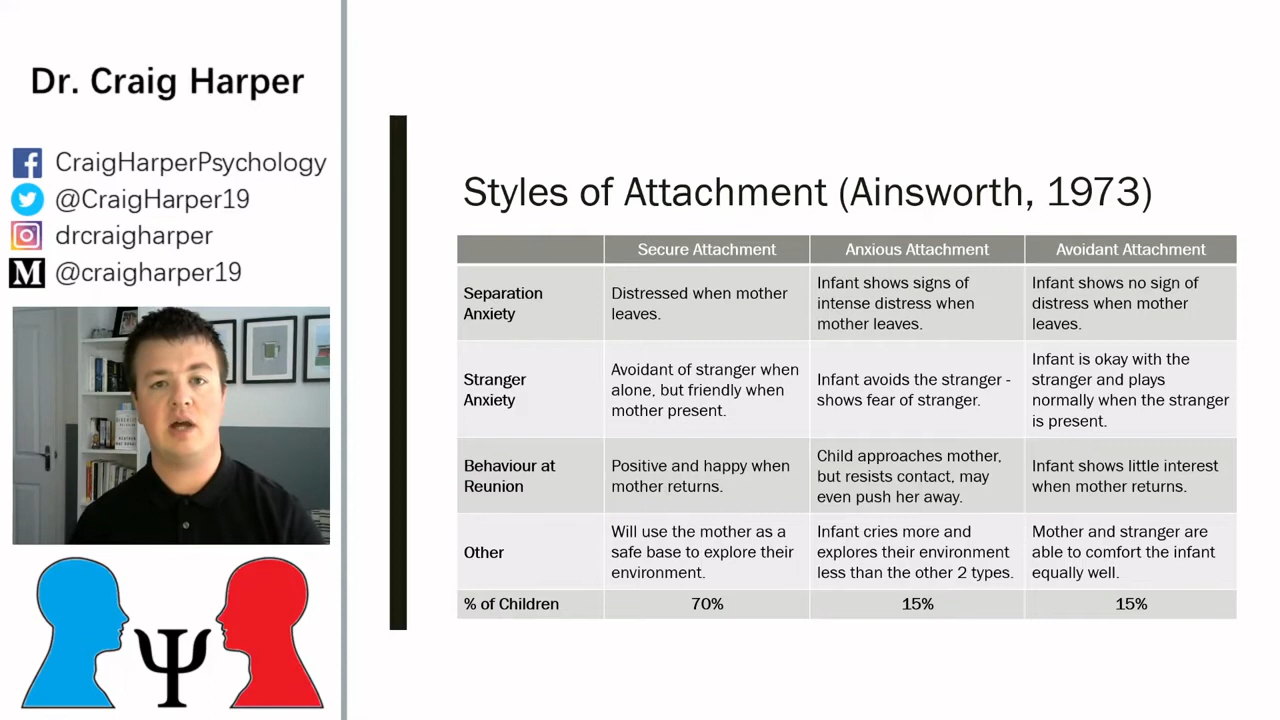 Dr. Craig Harper
CraigHarperPsychology
@CraigHarper19
drcraigharper
M @craigharper19
Ψ
Styles of Attachment (Ainsworth, 1973)
Secure Attachment
Anxious Attachment
Avoidant Attachment
Separation
Anxiety
Distressed when mother
leaves.
Infant shows signs of
intense distress when
mother leaves.
Infant shows no sign of
distress when mother
leaves.
Stranger
Anxiety
Avoidant of stranger when
alone, but friendly when
mother present.
Infant avoids the stranger -
shows fear of stranger.
Infant is okay with the
stranger and plays
normally when the stranger
is present.
Behaviour at
Reunion
Positive and happy when
mother returns.
Child approaches mother,
but resists contact, may
even push her away.
Infant shows little interest
when mother returns.
Other
Will use the mother as a
safe base to explore their
environment.
Infant cries more and
explores their environment
less than the other 2 types.
Mother and stranger are
able to comfort the infant
equally well.
% of Children
70%
15%
15%